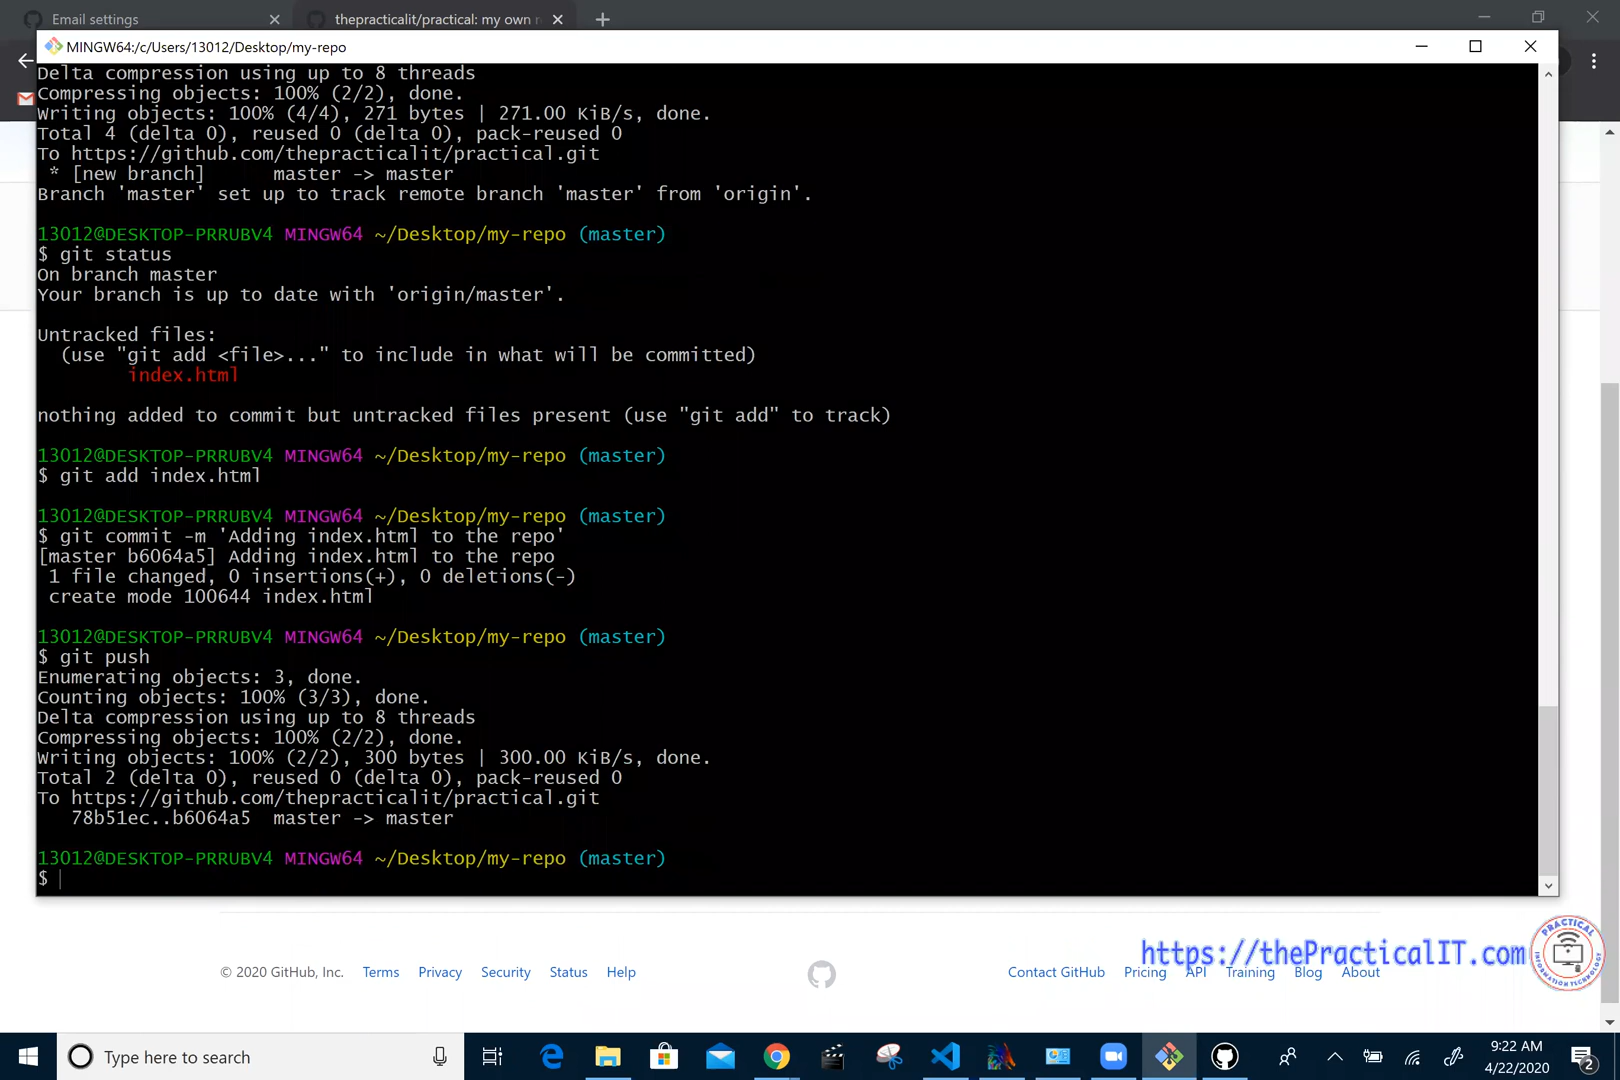 Email settings
thepracticalit/practical: my own r
MINGW64:/c/Users/13012/Desktop/my-repo
Delta compression using up to 8 threads
Compressing objects: 100% (2/2), done.
Writing objects: 100% (4/4), 271 bytes | 271.00 KiB/s, done.
Total 4 (delta 0), reused 0 (delta 0), pack-reused 0
To https://github.com/thepracticalit/practical.git
* [new branch]      master -> master
Branch 'master' set up to track remote branch 'master' from 'origin'.
13012@DESKTOP-PRRUBV4 MINGW64 ~/Desktop/my-repo (master)
$ git status
On branch master
Your branch is up to date with 'origin/master'.
Untracked files:
(use "git add <file>..." to include in what will be committed)
index.html
nothing added to commit but untracked files present (use "git add" to track)
13012@DESKTOP-PRRUBV4 MINGW64 ~/Desktop/my-repo (master)
$ git add index.html
13012@DESKTOP-PRRUBV4 MINGW64 ~/Desktop/my-repo (master)
$ git commit -m 'Adding index.html to the repo'
[master b6064a5] Adding index.html to the repo
1 file changed, 0 insertions(+), 0 deletions(-)
create mode 100644 index.html
13012@DESKTOP-PRRUBV4 MINGW64 ~/Desktop/my-repo (master)
$ git push
Enumerating objects: 3, done.
Counting objects: 100% (3/3), done.
Delta compression using up to 8 threads
Compressing objects: 100% (2/2), done.
Writing objects: 100% (2/2), 300 bytes | 300.00 KiB/s, done.
Total 2 (delta 0), reused 0 (delta 0), pack-reused 0
To https://github.com/thepracticalit/practical.git
78b51ec..b6064a5  master -> master
13012@DESKTOP-PRRUBV4 MINGW64 ~/Desktop/my-repo (master)
$
https://thePracticalIT.com
PRACTICAL
INFORMATION TECHNOLOGY
© 2020 GitHub, Inc. Terms Privacy Security Status Help Contact GitHub Pricing API Training Blog About
Type here to search
9:22 AM
4/22/2020
2